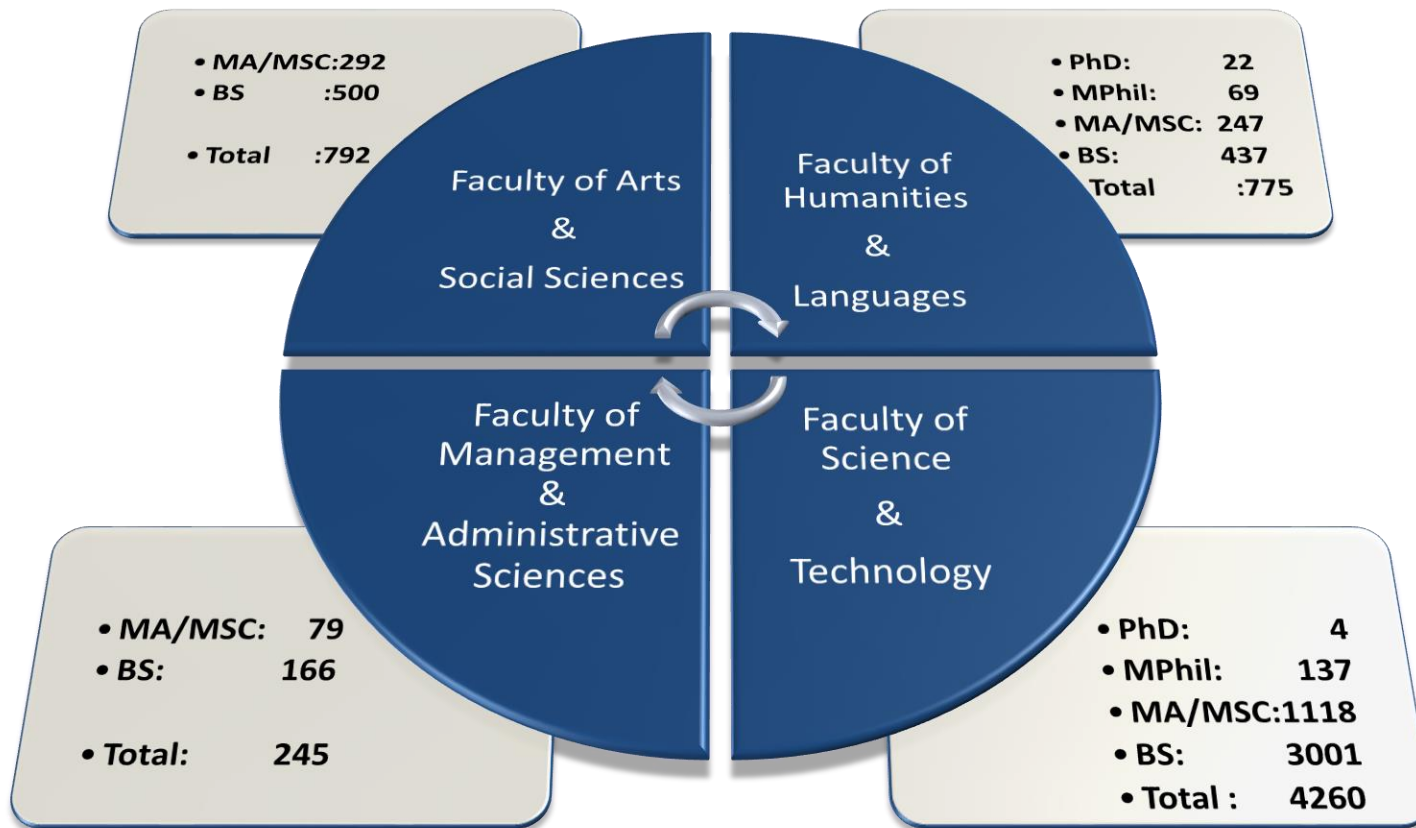 • MA/MSC:292
• BS :500
• Total :792
Faculty of Arts
&
Social Sciences
• PhD: 22
• MPhil: 69
• MA/MSC: 247
• BS: 437
Total :775
Faculty of
Humanities
&
Languages
Faculty of
Management
&
Administrative
Sciences
• MA/MSC: 79
• BS: 166
• Total: 245
Faculty of
Science
&
Technology
• PhD: 4
• MPhil: 137
• MA/MSC:1118
• BS: 3001
• Total : 4260